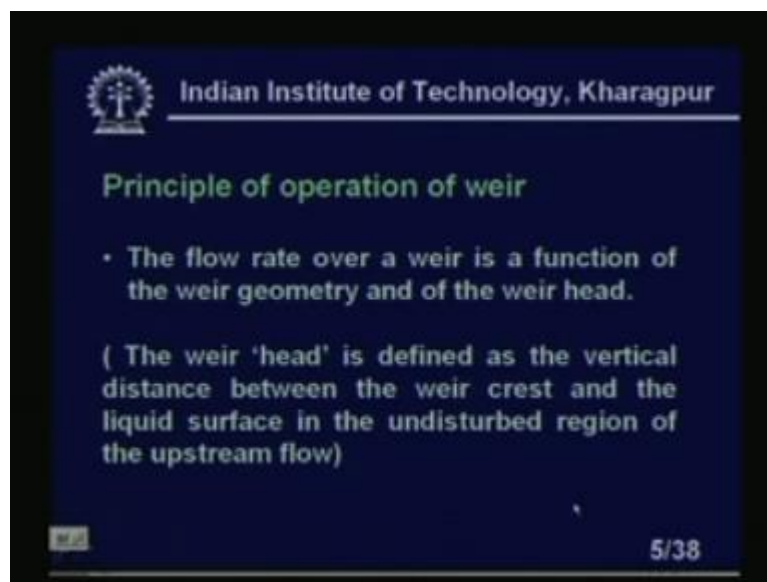 Indian Institute of Technology, Kharagpur
Principle of operation of weir
• The flow rate over a weir is a function of
the weir geometry and of the weir head.
( The weir ‘head’ is defined as the vertical
distance between the weir crest and the
liquid surface in the undisturbed region of
the upstream flow)
5/38